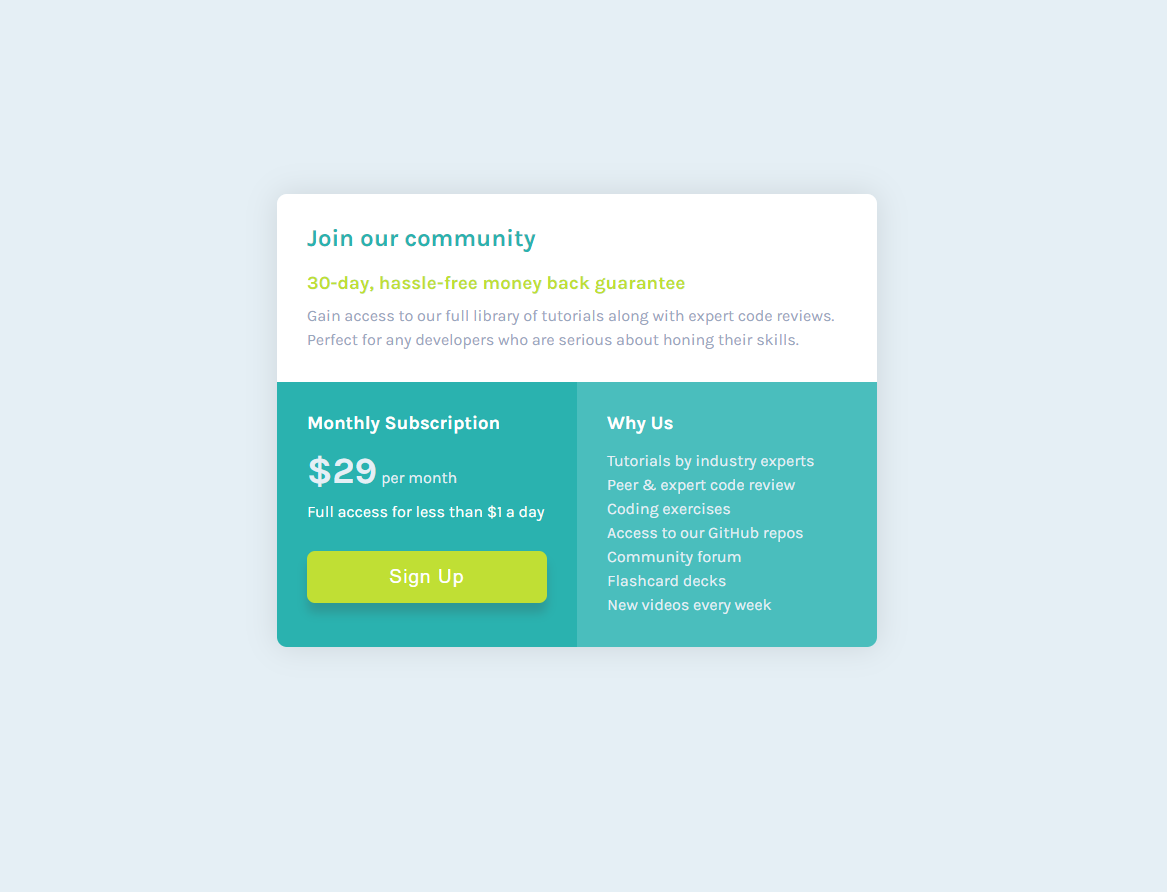 Join our community
30-day, hassle-free money back guarantee
Gain access to our full library of tutorials along with expert code reviews.
Perfect for any developers who are serious about honing their skills.
Monthly Subscription
$29 per month
Full access for less than $1 a day
Sign Up
Why Us
Tutorials by industry experts
Peer & expert code review
Coding exercises
Access to our GitHub repos
Community forum
Flashcard decks
New videos every week